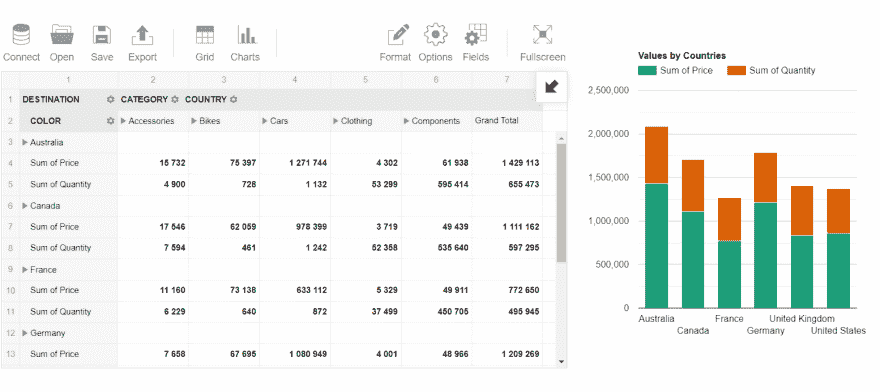 Connect Open Save Export Grid Charts Format Options Fields Fullscreen
1 2 3 4 5 6 7
1 DESTINATION CATEGORY COUNTRY
2 COLOR Accessories Bikes Cars Clothing Components Grand Total
3 Australia
4 Sum of Price 15 732 75 397 1 271 744 4 302 61 938 1 429 113
5 Sum of Quantity 4 900 728 1 132 53 299 595 414 655 473
6 Canada
7 Sum of Price 17 546 62 059 978 399 3 719 49 439 1 111 162
8 Sum of Quantity 7 594 461 1 242 52 358 535 640 597 295
9 France
10 Sum of Price 11 160 73 138 633 112 5 329 49 911 772 650
11 Sum of Quantity 6 229 640 872 37 499 450 705 495 945
12 Germany
13 Sum of Price 7 658 67 695 1 080 949 4 001 48 966 1 209 269
Values by Countries
Sum of Price Sum of Quantity
2,500,000
2,000,000
1,500,000
1,000,000
500,000
0
Australia France United Kingdom
Canada Germany United States